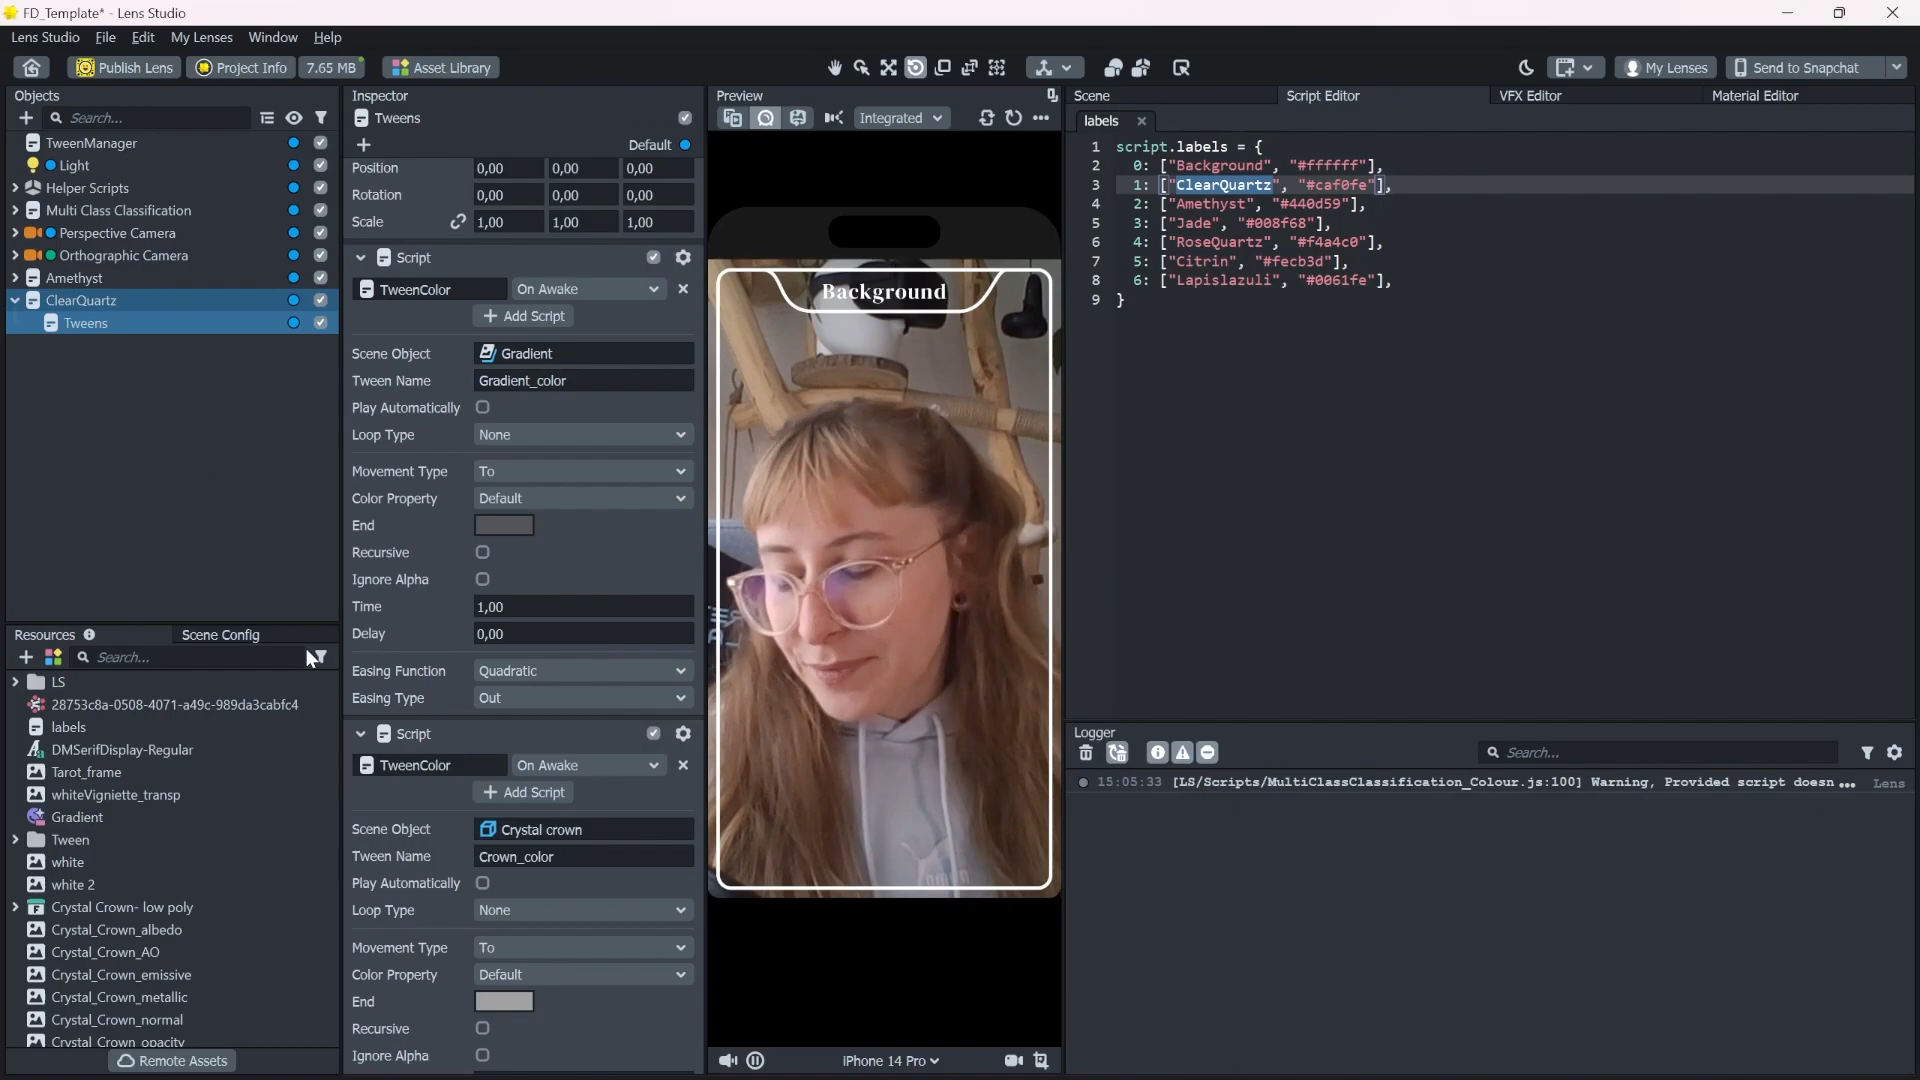 FD_Template* - Lens Studio
Lens Studio File Edit My Lenses Window Help
Publish Lens Project Info 7.65 MB Asset Library My Lenses Send to Snapchat
Objects
Search...
TweenManager
Light
Helper Scripts
Multi Class Classification
Perspective Camera
Orthographic Camera
Amethyst
ClearQuartz
Tweens
Resources Scene Config
Search...
LS
28753c8a-0508-4071-a49c-989da3cabfc4
labels
DMSerifDisplay-Regular
Tarot_frame
whiteVigniette_transp
Gradient
Tween
white
white 2
Crystal Crown- low poly
Crystal_Crown_albedo
Crystal_Crown_AO
Crystal_Crown_emissive
Crystal_Crown_metallic
Crystal_Crown_normal
Crystal_Crown_opacity
Remote Assets
Inspector
Tweens
Default
Position 0,00 0,00 0,00
Rotation 0,00 0,00 0,00
Scale 1,00 1,00 1,00
Script
TweenColor On Awake
+ Add Script
Scene Object Gradient
Tween Name Gradient_color
Play Automatically
Loop Type None
Movement Type To
Color Property Default
End
Recursive
Ignore Alpha
Time 1,00
Delay 0,00
Easing Function Quadratic
Easing Type Out
Script
TweenColor On Awake
+ Add Script
Scene Object Crystal crown
Tween Name Crown_color
Play Automatically
Loop Type None
Movement Type To
Color Property Default
End
Recursive
Ignore Alpha
Preview
Integrated
Background
iPhone 14 Pro
Scene Script Editor VFX Editor Material Editor
labels
1 script.labels = {
2 0: ["Background", "#ffffff"],
3 1: ["ClearQuartz", "#caf0fe"],
4 2: ["Amethyst", "#440d59"],
5 3: ["Jade", "#008f68"],
6 4: ["RoseQuartz", "#f4a4c0"],
7 5: ["Citrin", "#fecb3d"],
8 6: ["Lapislazuli", "#0061fe"],
9 }
Logger
Search...
15:05:33 [LS/Scripts/MultiClassClassification_Colour.js:100] Warning, Provided script doesn ... Lens